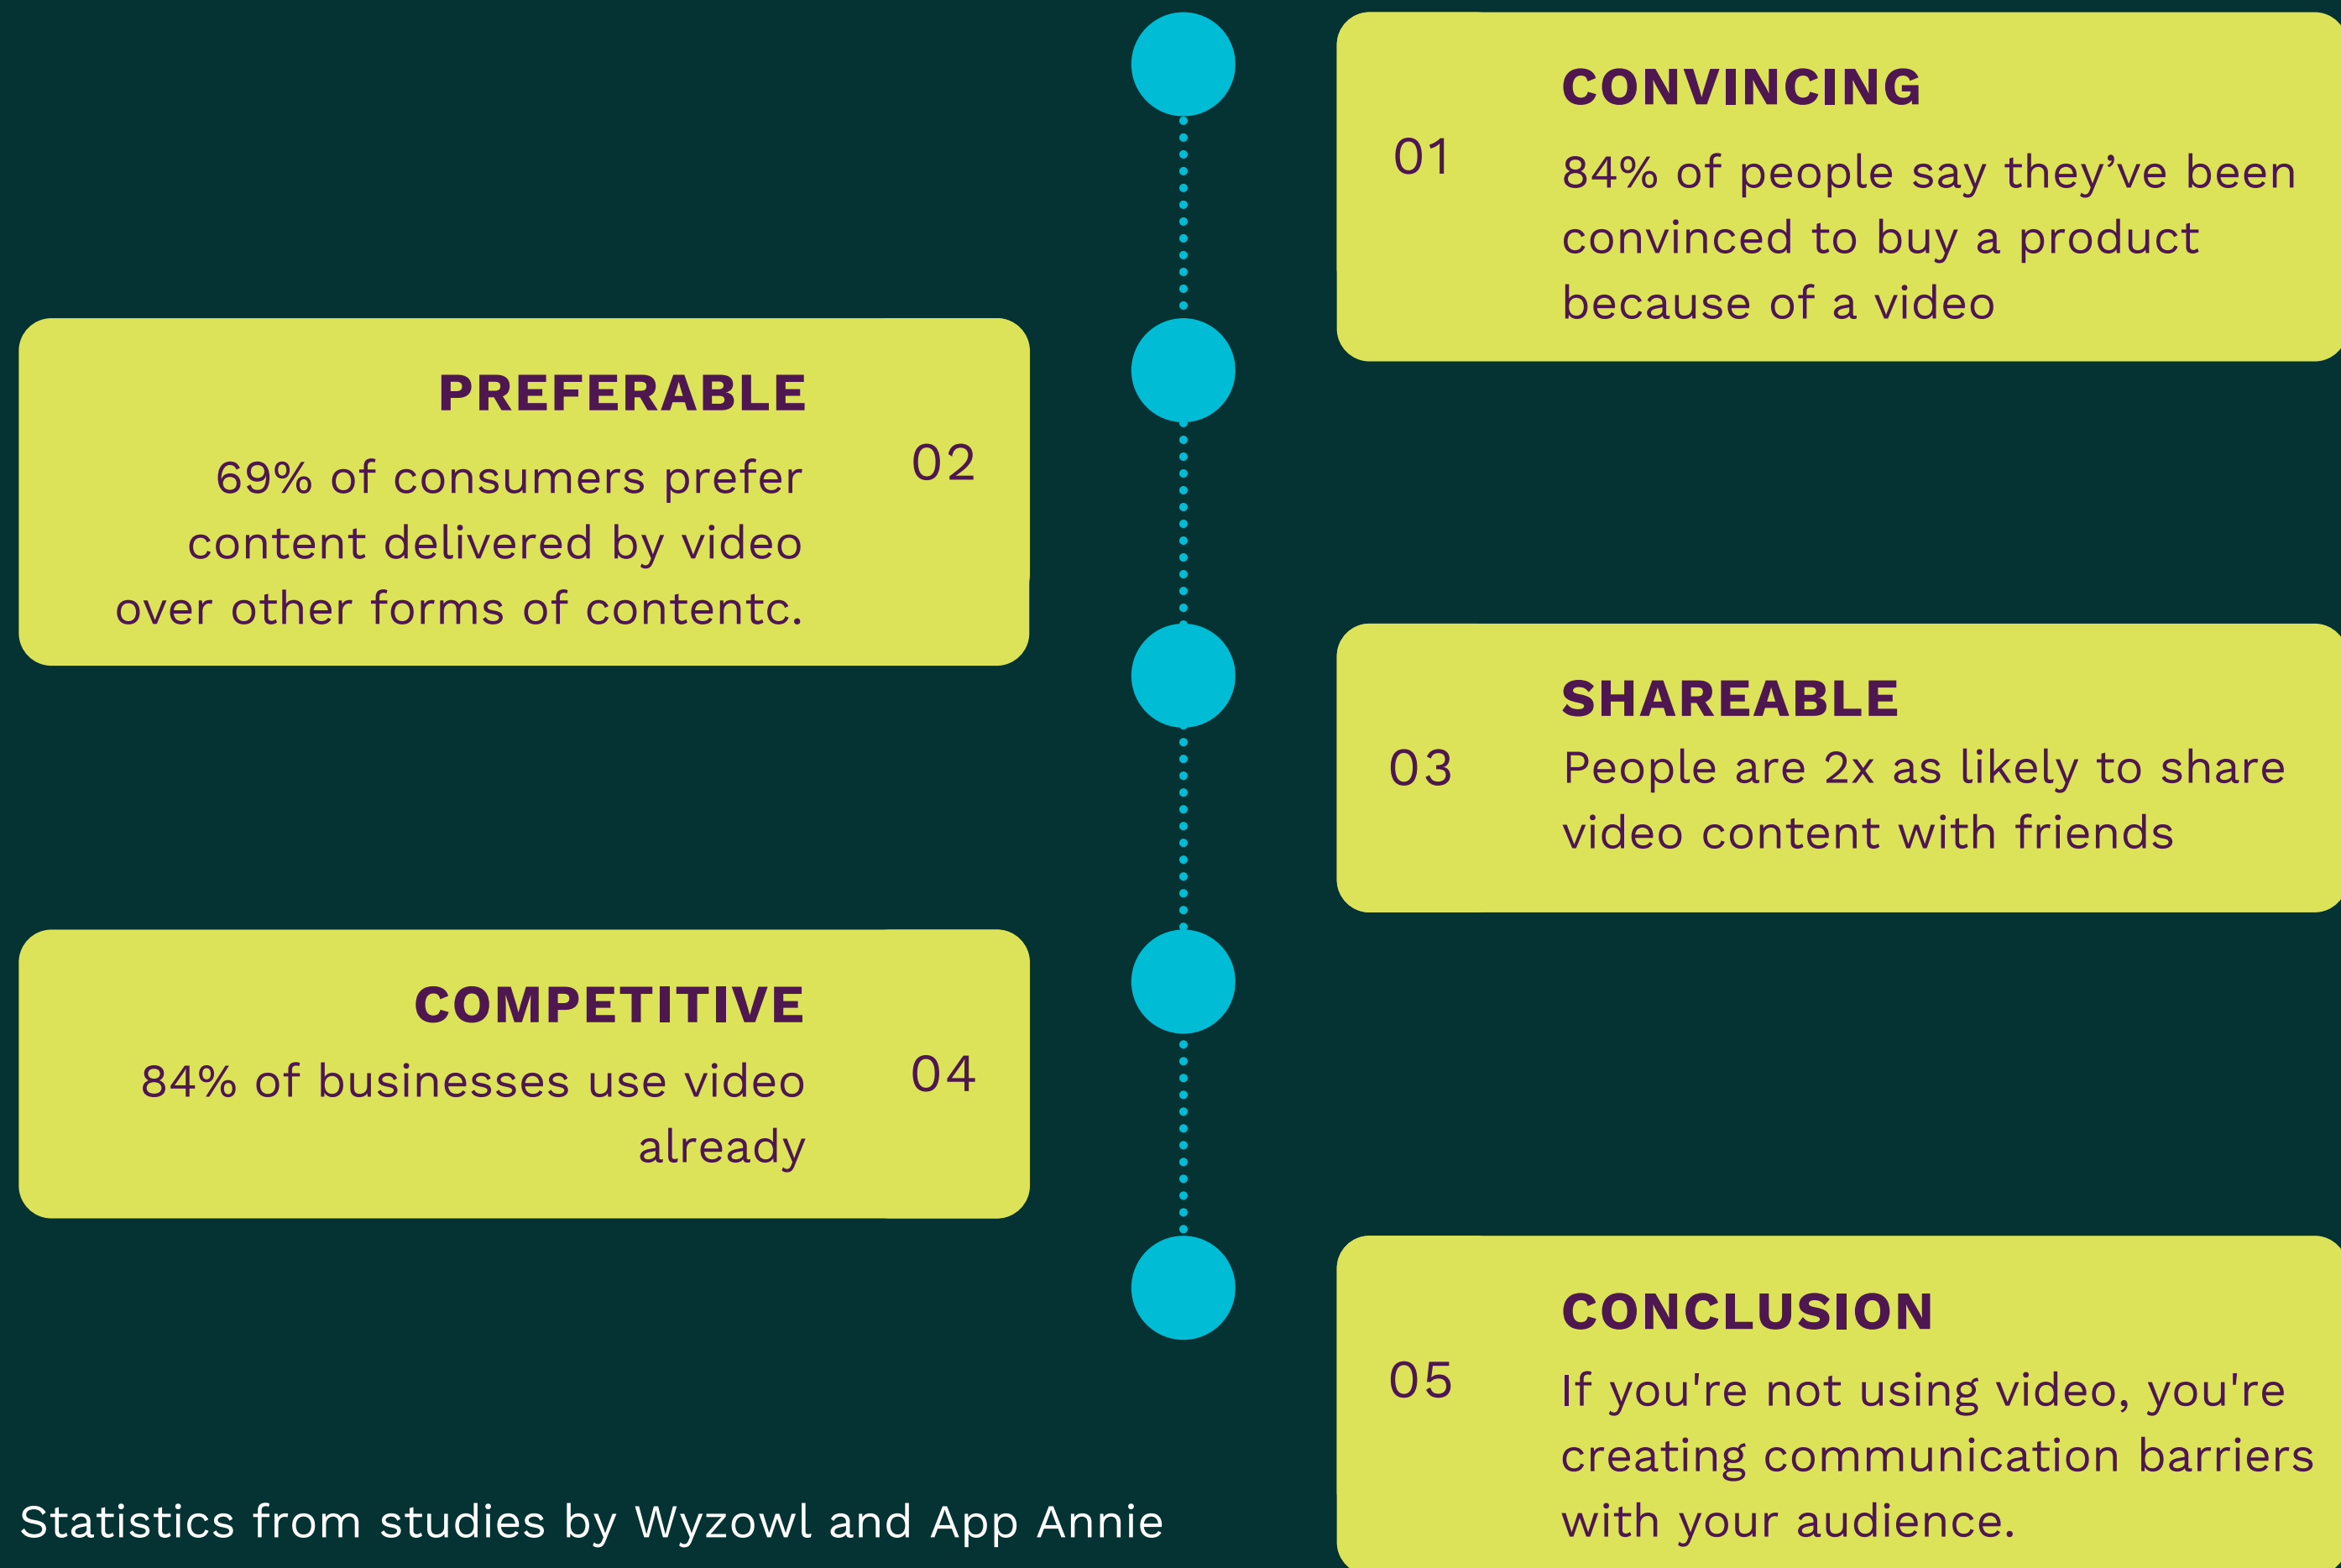 CONVINCING
01
84% of people say they’ve been
convinced to buy a product
because of a video
PREFERABLE
02
69% of consumers prefer
content delivered by video
over other forms of contentc.
SHAREABLE
03
People are 2x as likely to share
video content with friends
COMPETITIVE
04
84% of businesses use video
already
CONCLUSION
05
If you're not using video, you're
creating communication barriers
with your audience.
Statistics from studies by Wyzowl and App Annie